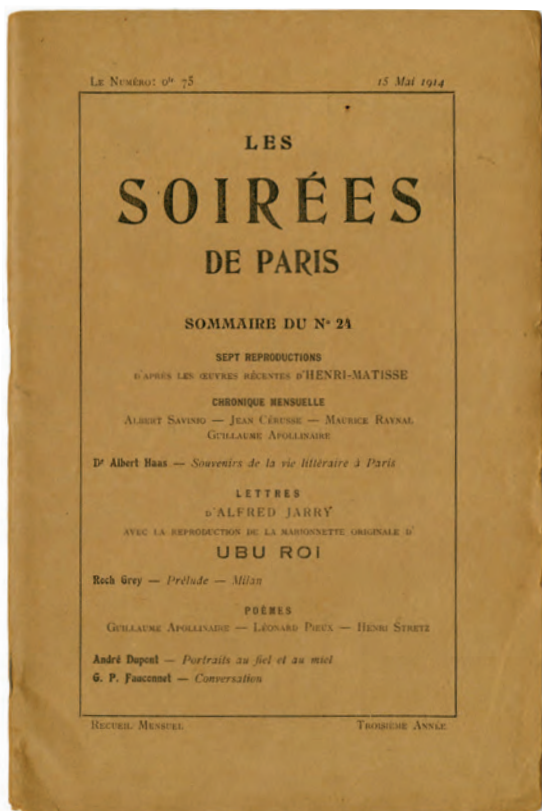 LE NUMÉRO: 0fr 75
15 Mai 1914
LES
SOIRÉES
DE PARIS
SOMMAIRE DU N° 24
SEPT REPRODUCTIONS
D'APRÈS LES ŒUVRES RÉCENTES D'HENRI-MATISSE
CHRONIQUE MENSUELLE
ALBERT SAVINIO — JEAN CÉRUSSE — MAURICE RAYNAL
GUILLAUME APOLLINAIRE
Dr Albert Haas — Souvenirs de la vie littéraire à Paris
LETTRES
D'ALFRED JARRY
AVEC LA REPRODUCTION DE LA MARIONNETTE ORIGINALE D'
UBU ROI
Roch Grey — Prélude — Milan
POÈMES
GUILLAUME APOLLINAIRE — LÉONARD PIEUX — HENRI STRETZ
André Dupont — Portraits au fiel et au miel
G. P. Fauconnet — Conversation
RECUEIL MENSUEL
TROISIÈME ANNÉE